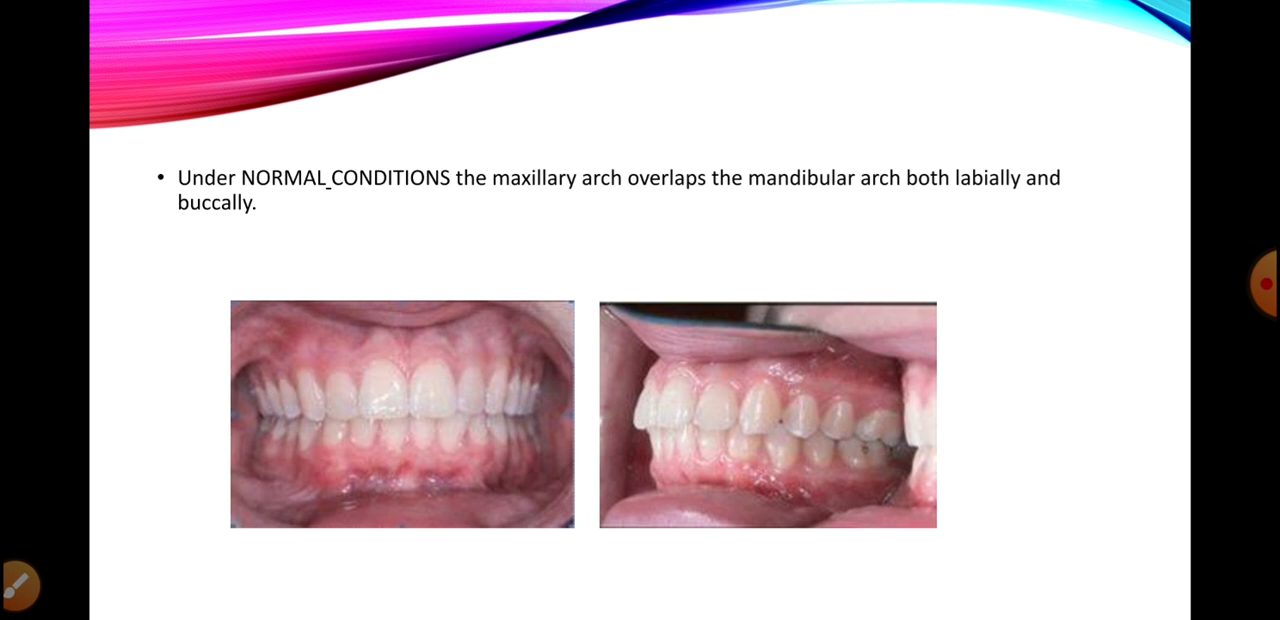 • Under NORMAL_CONDITIONS the maxillary arch overlaps the mandibular arch both labially and
buccally.